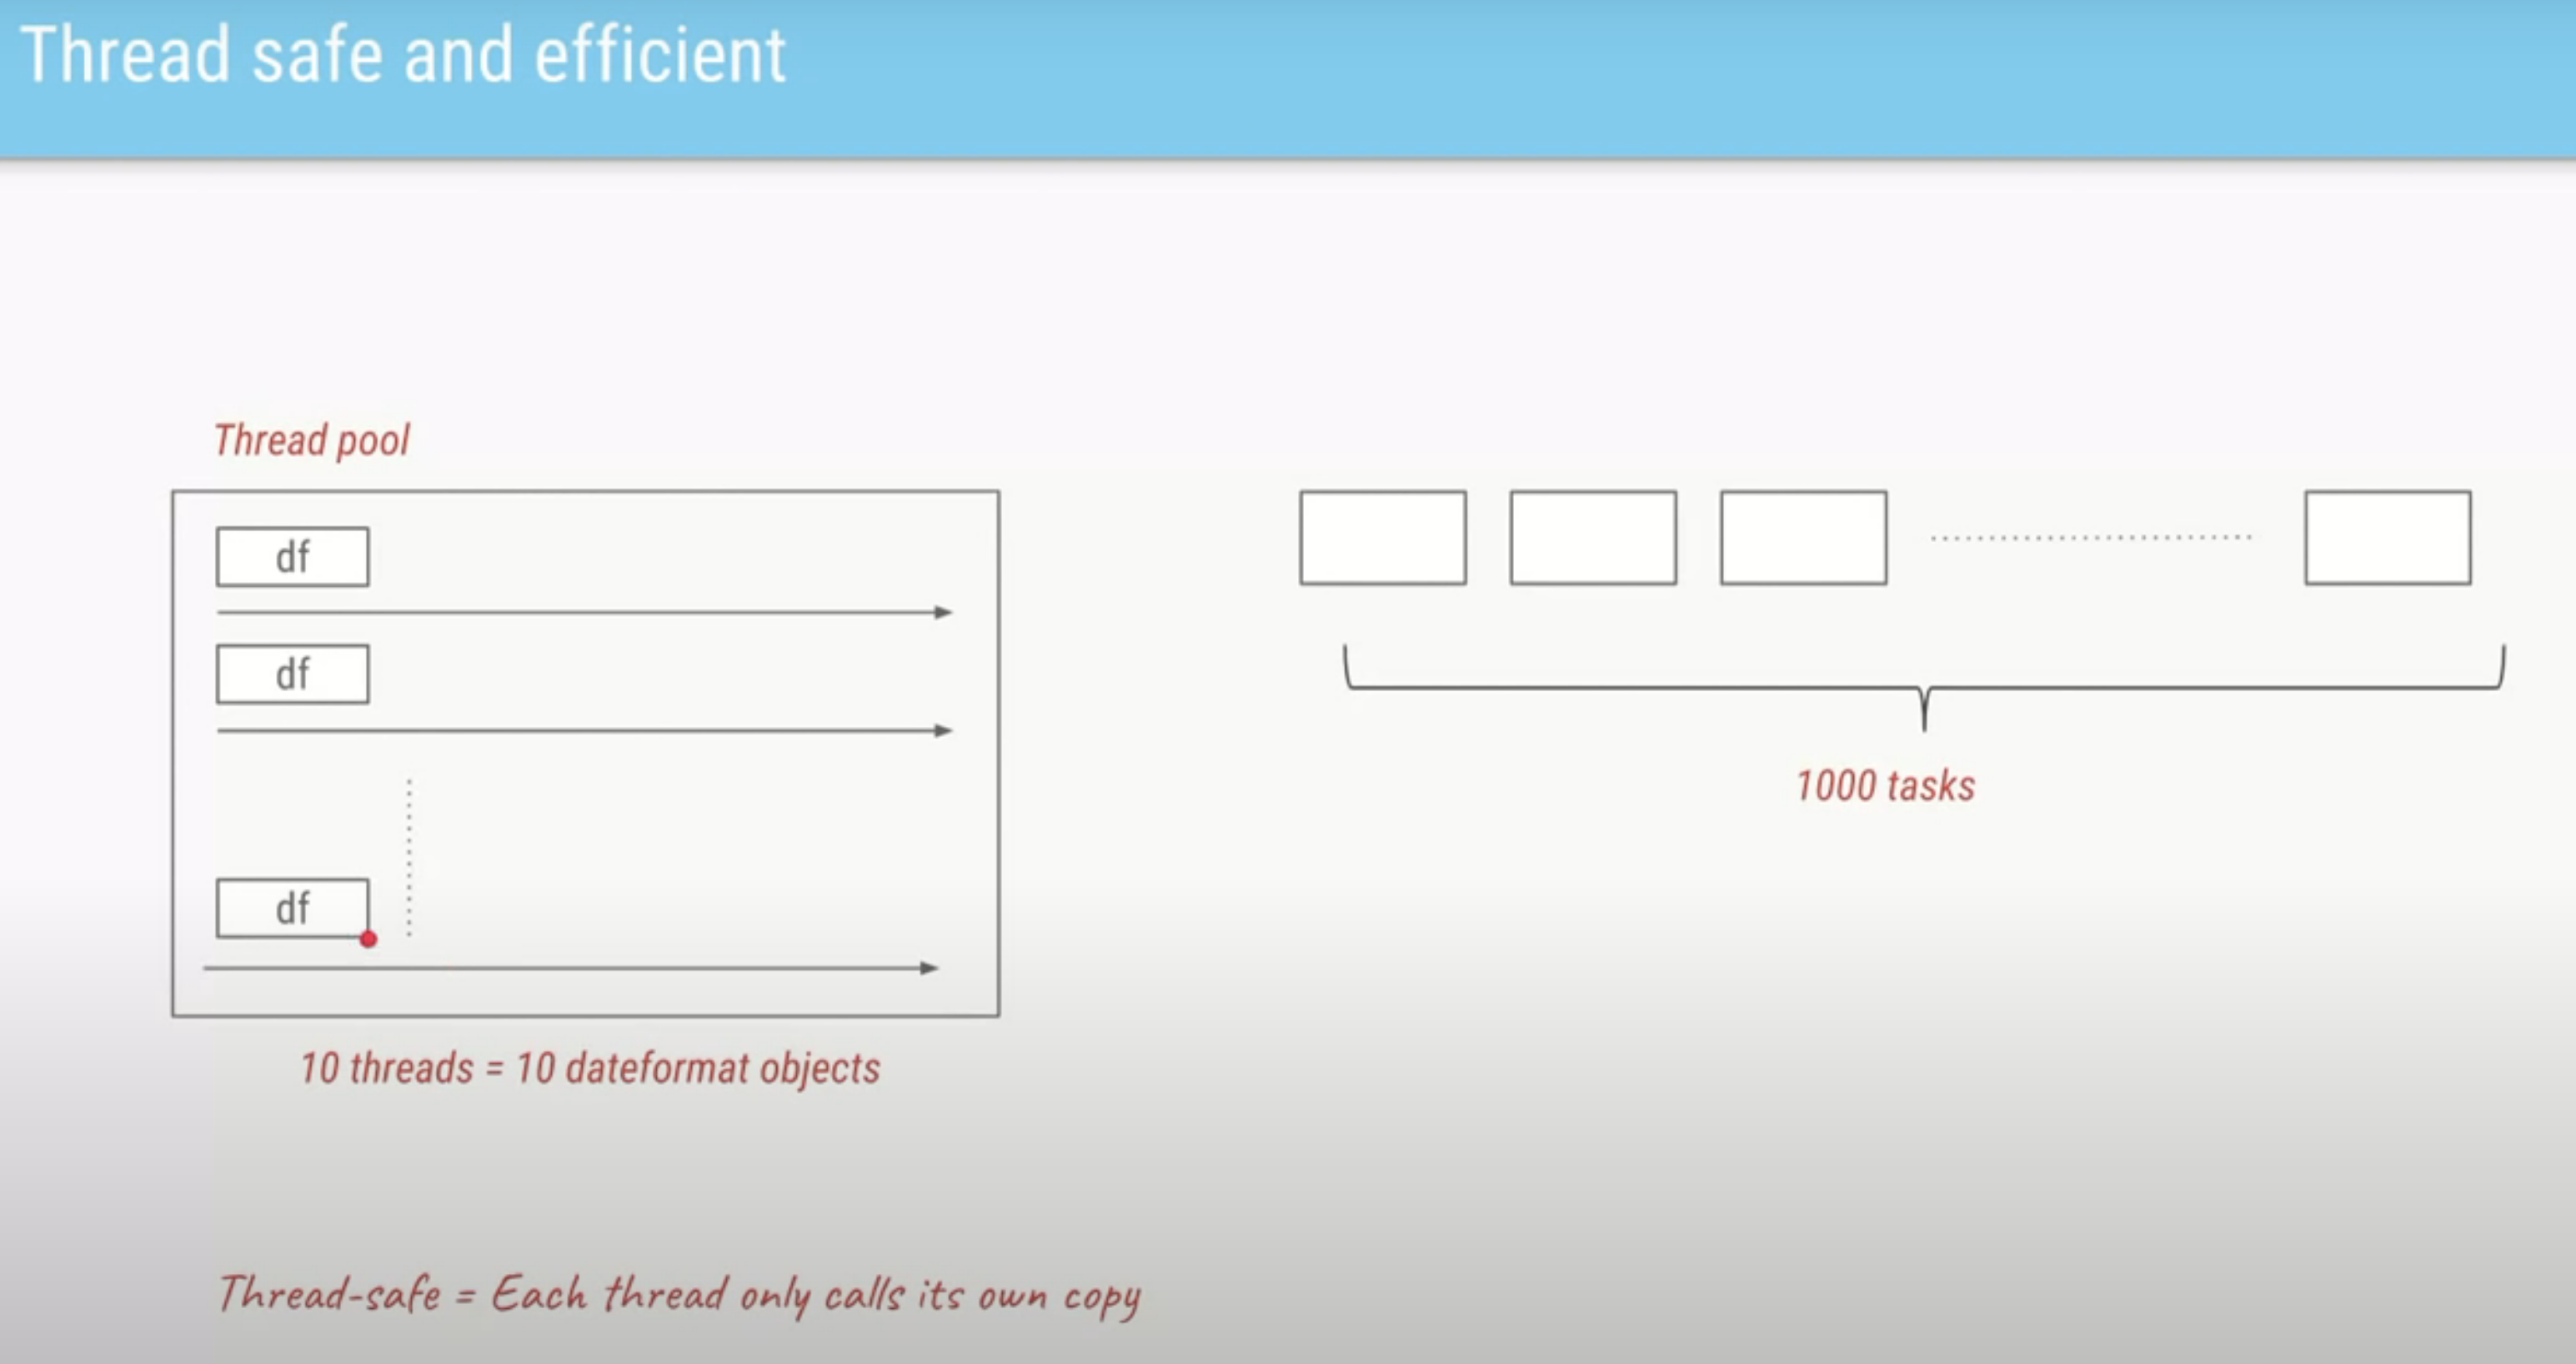 Thread safe and efficient
Thread pool
df
df
df
1000 tasks
10 threads = 10 dateformat objects
Thread-safe = Each thread only calls its own copy